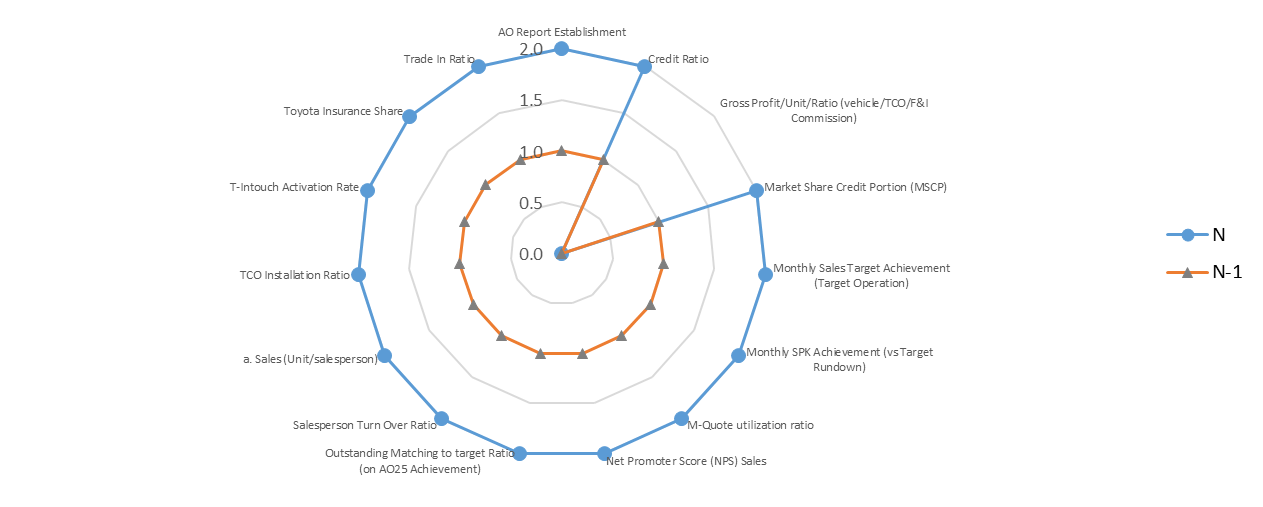 AO Report Establishment
2.0
Trade In Ratio
Credit Ratio
1.5
Gross Profit/Unit/Ratio (vehicle/TCO/F&I
Commission)
Toyota Insurance Share
1.0
T-Intouch Activation Rate
Market Share Credit Portion (MSCP)
0.5
N
0.0
TCO Installation Ratio
Monthly Sales Target Achievement
(Target Operation)
N-1
a. Sales (Unit/salesperson)
Monthly SPK Achievement (vs Target
Rundown)
Salesperson Turn Over Ratio
M-Quote utilization ratio
Outstanding Matching to target Ratio
(on AO25 Achievement)
Net Promoter Score (NPS) Sales